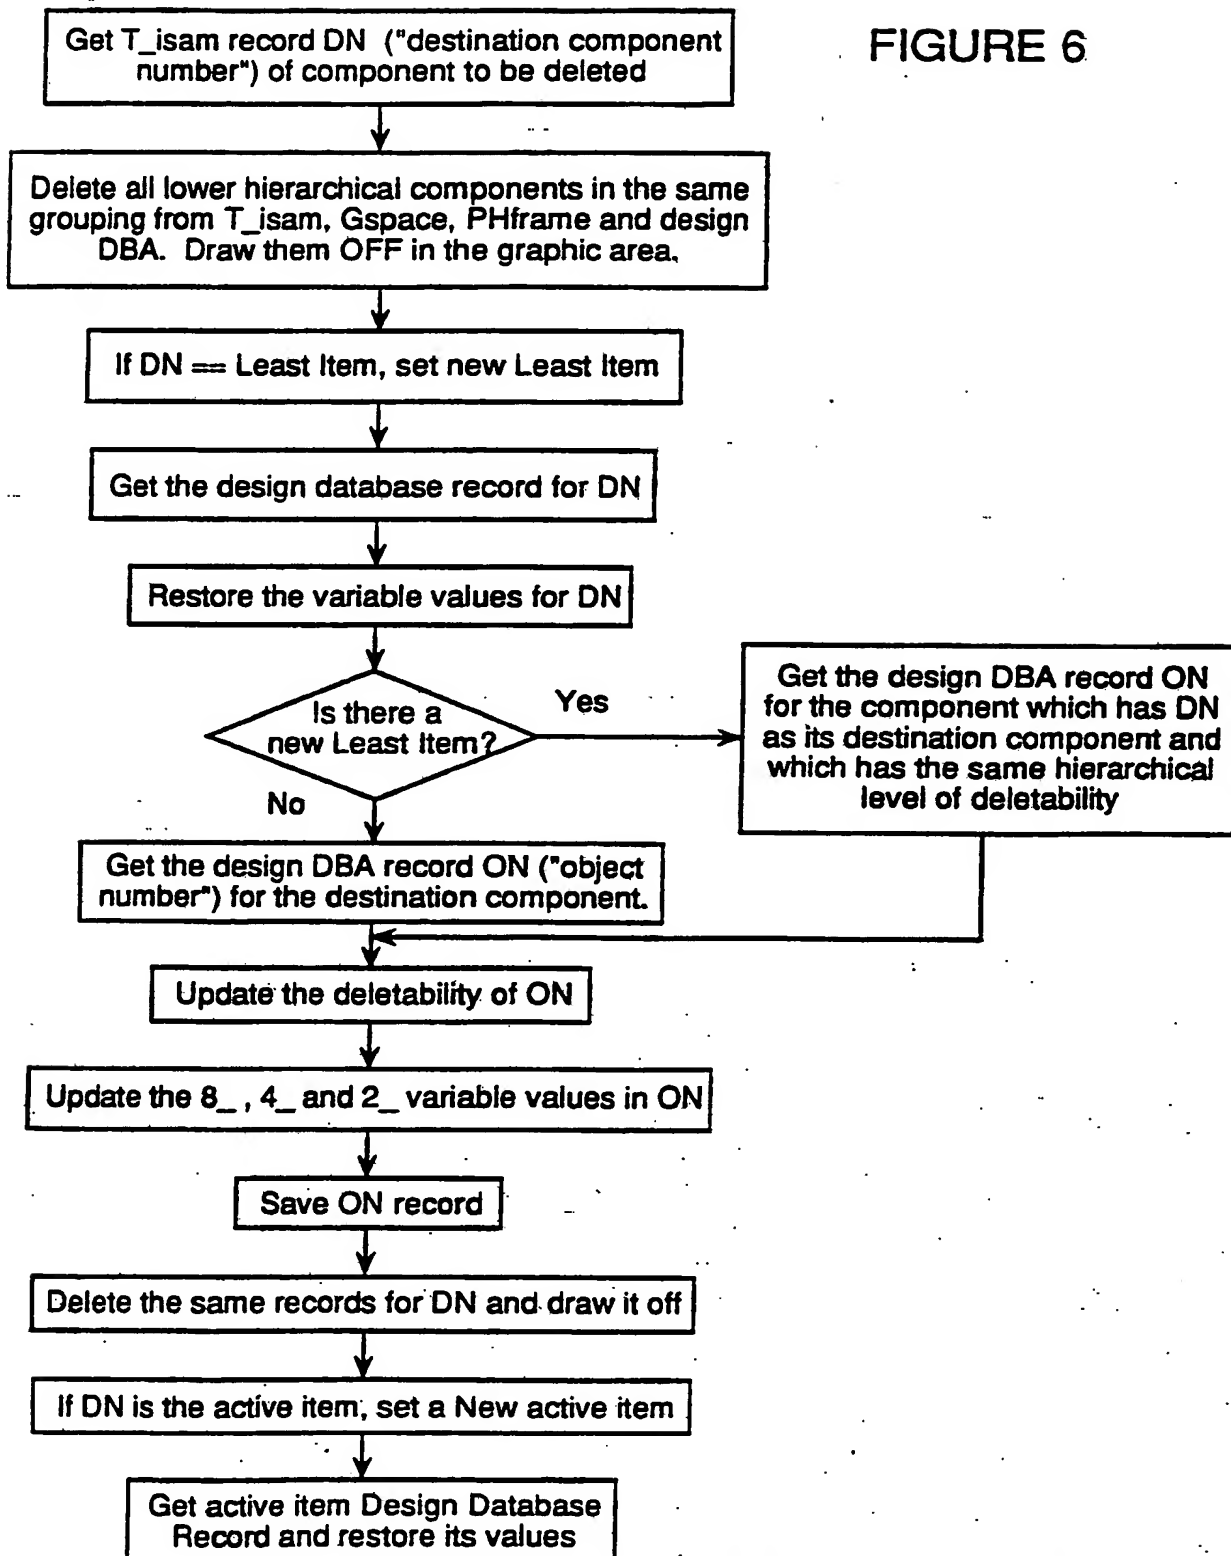 FIGURE 6
Get T_isam record DN ("destination component
number") of component to be deleted
Delete all lower hierarchical components in the same
grouping from T_isam, Gspace, PHframe and design
DBA. Draw them OFF in the graphic area.
If DN == Least Item, set new Least Item
Get the design database record for DN
Restore the variable values for DN
Is there a
new Least Item?
Yes
Get the design DBA record ON
for the component which has DN
as its destination component and
which has the same hierarchical
level of deletability
No
Get the design DBA record ON ("object
number") for the destination component.
Update the deletability of ON
Update the 8_ , 4_ and 2_ variable values in ON
Save ON record
Delete the same records for DN and draw it off
If DN is the active item, set a New active item
Get active item Design Database
Record and restore its values